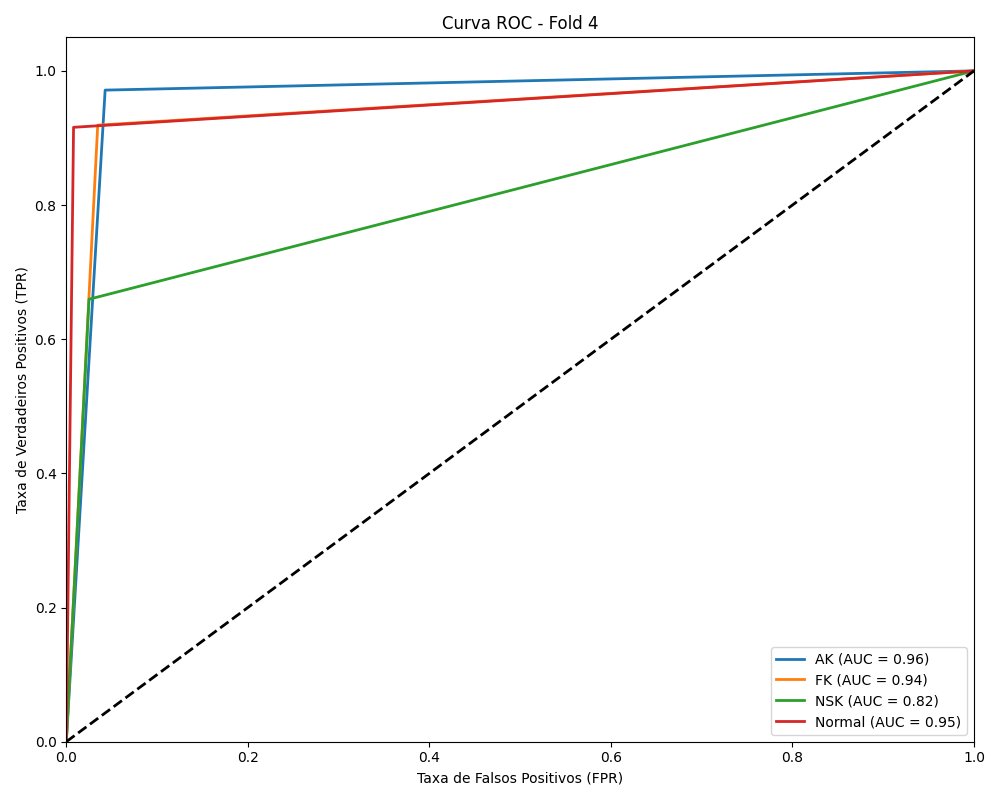 Curva ROC - Fold 4
Taxa de Verdadeiros Positivos (TPR)
1.0
0.8
0.6
0.4
0.2
0.0
0.0 0.2 0.4 0.6 0.8 1.0
Taxa de Falsos Positivos (FPR)
AK (AUC = 0.96)
FK (AUC = 0.94)
NSK (AUC = 0.82)
Normal (AUC = 0.95)